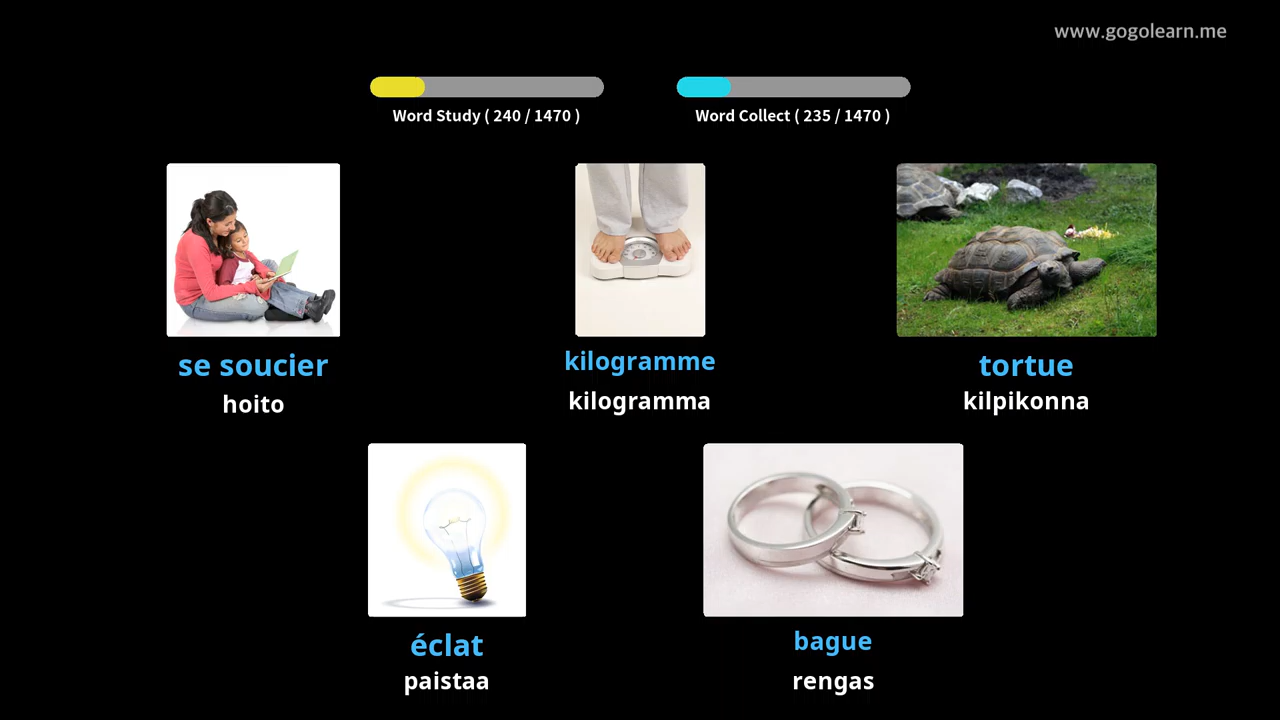 www.gogolearn.me
Word Study ( 240 / 1470 )
Word Collect ( 235 / 1470 )
se soucier
hoito
kilogramme
kilogramma
tortue
kilpikonna
éclat
paistaa
bague
rengas